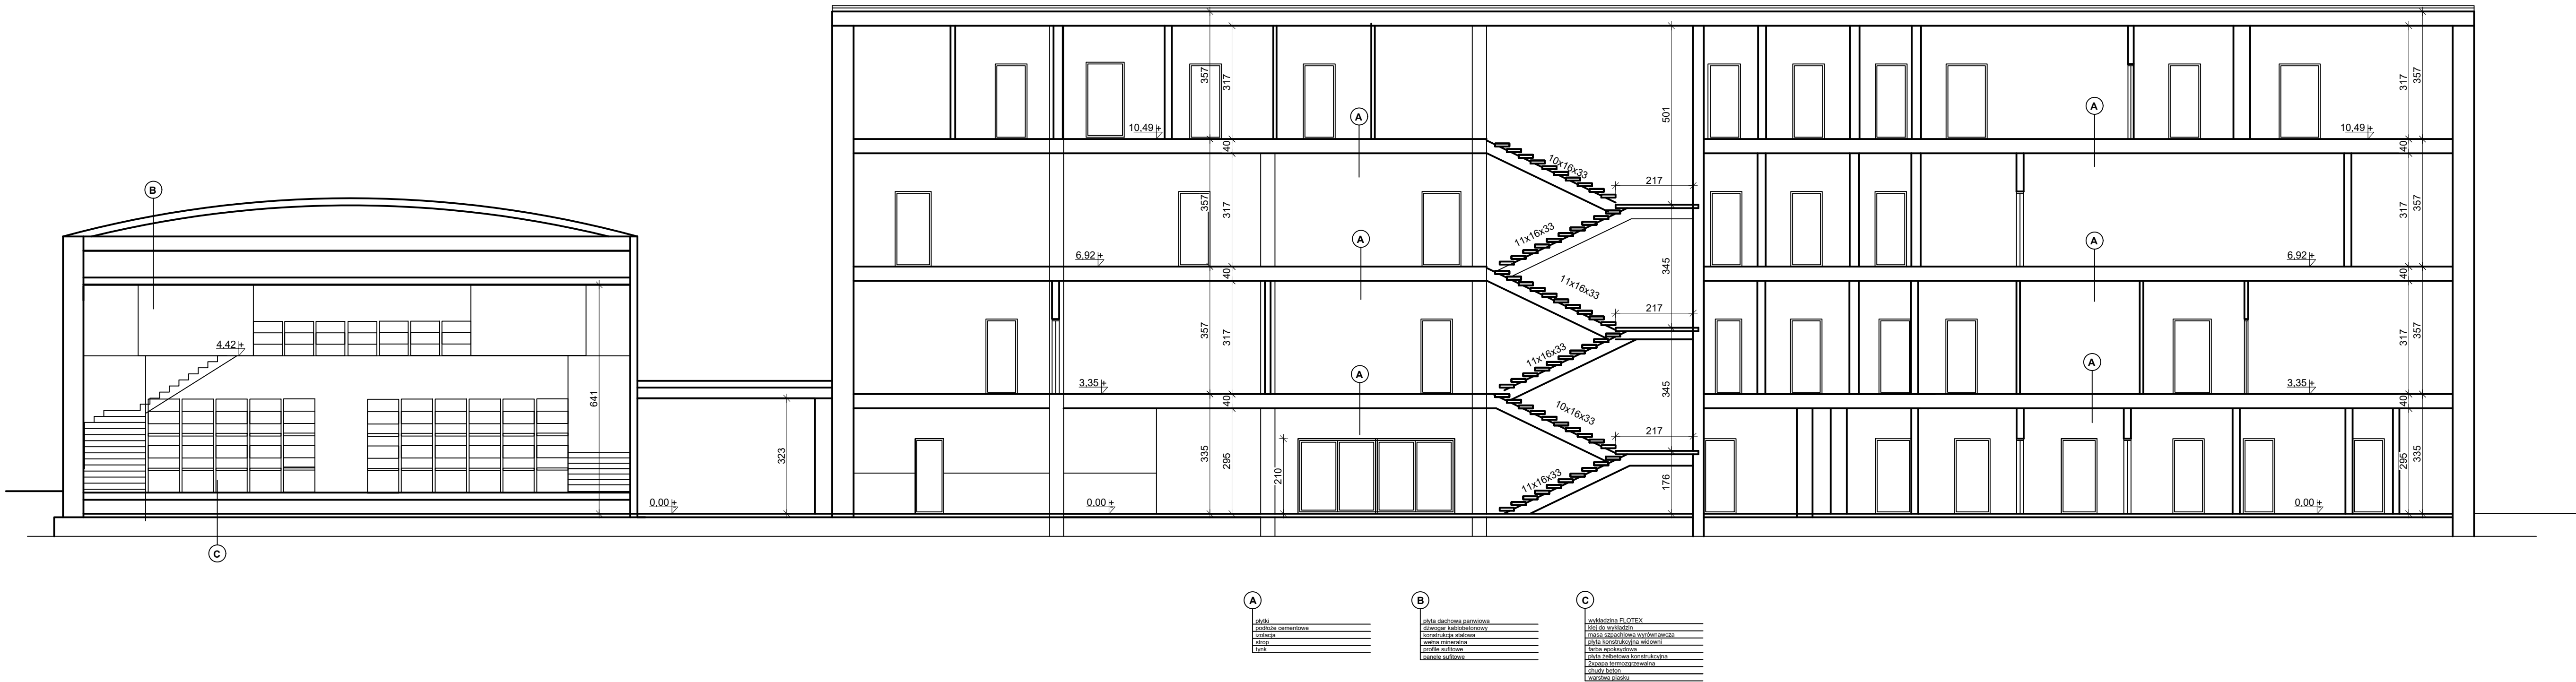 357
317
501
317
357
A
A
10,49
10,49
40
40
10x16x33
217
B
357
317
317
357
11x16x33
A
A
6,92
6,92
40
345
40
11x16x33
217
4,42
357
317
317
357
11x16x33
A
A
3,35
3,35
641
40
345
40
10x16x33
217
323
335
295
210
11x16x33
176
295
335
0,00
0,00
0,00
C
A
płytki
podłoże cementowe
izolacja
strop
tynk
B
płyta dachowa panwiowa
dźwogar kablobetonowy
konstrukcja stalowa
wełna mineralna
profile sufitowe
panele sufitowe
C
wykładzina FLOTEX
klej do wykładzin
masa szpachlowa wyrównawcza
płyta konstrukcyjna widowni
farba epoksydowa
płyta żelbetowa konstrukcyjna
2xpapa termozgrzewalna
chudy beton
warstwa piasku